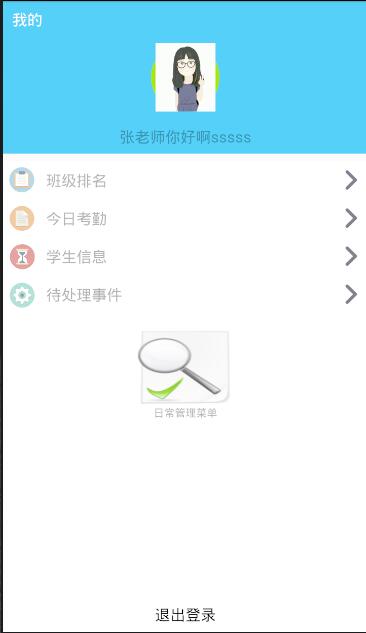 我的
张老师你好啊sssss
班级排名
今日考勤
学生信息
待处理事件
日常管理菜单
退出登录